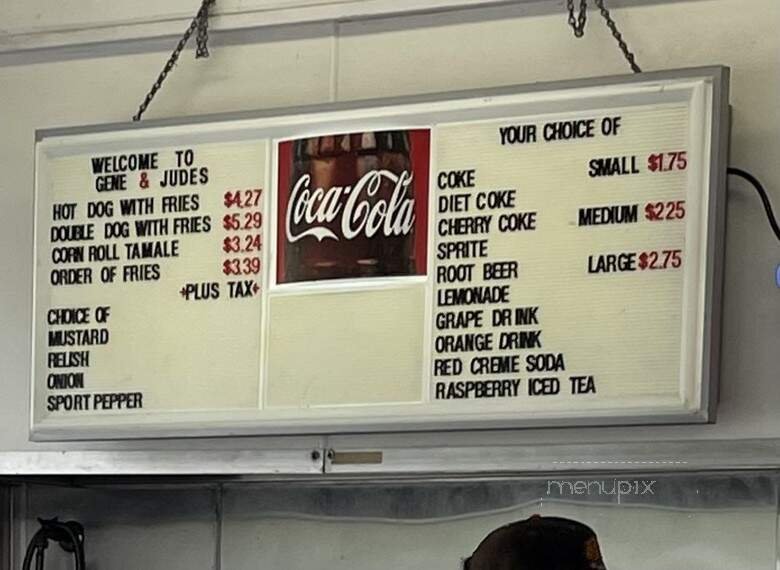 WELCOME TO
GENE & JUDES
HOT DOG WITH FRIES $4.27
DOUBLE DOG WITH FRIES $5.29
CORN ROLL TAMALE $3.24
ORDER OF FRIES $3.39
+PLUS TAX+
CHOICE OF
MUSTARD
RELISH
ONION
SPORT PEPPER
Coca-Cola
YOUR CHOICE OF
SMALL $1.75
COKE
DIET COKE
CHERRY COKE MEDIUM $2.25
SPRITE
ROOT BEER LARGE $2.75
LEMONADE
GRAPE DRINK
ORANGE DRINK
RED CREME SODA
RASPBERRY ICED TEA
menupix